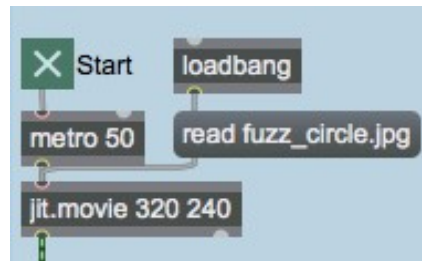 Start
loadbang
metro 50
read fuzz_circle.jpg
jit.movie 320 240